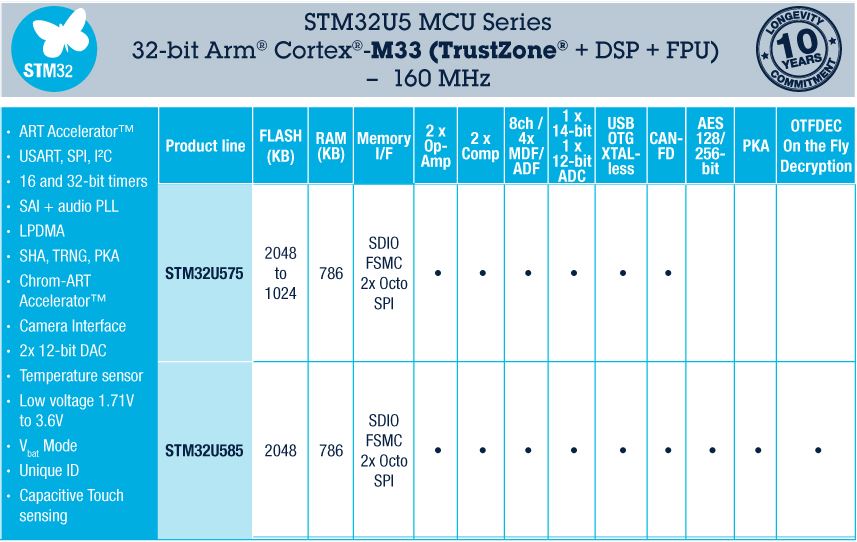 STM32
STM32U5 MCU Series
32-bit Arm® Cortex®-M33 (TrustZone® + DSP + FPU)
– 160 MHz
LONGEVITY
10
YEARS
COMMITMENT
• ART Accelerator™
• USART, SPI, I²C
• 16 and 32-bit timers
• SAI + audio PLL
• LPDMA
• SHA, TRNG, PKA
• Chrom-ART
Accelerator™
• Camera Interface
• 2x 12-bit DAC
• Temperature sensor
• Low voltage 1.71V
to 3.6V
• Vbat Mode
• Unique ID
• Capacitive Touch
sensing
Product line
FLASH
(KB)
RAM
(KB)
Memory
I/F
2 x
Op-
Amp
2 x
Comp
8ch /
4x
MDF/
ADF
1 x
14-bit
1 x
12-bit
ADC
USB
OTG
XTAL-
less
CAN-
FD
AES
128/
256-
bit
PKA
OTFDEC
On the Fly
Decryption
STM32U575
2048
to
1024
786
SDIO
FSMC
2x Octo
SPI
• • • • • •
STM32U585
2048
786
SDIO
FSMC
2x Octo
SPI
• • • • • • • • •